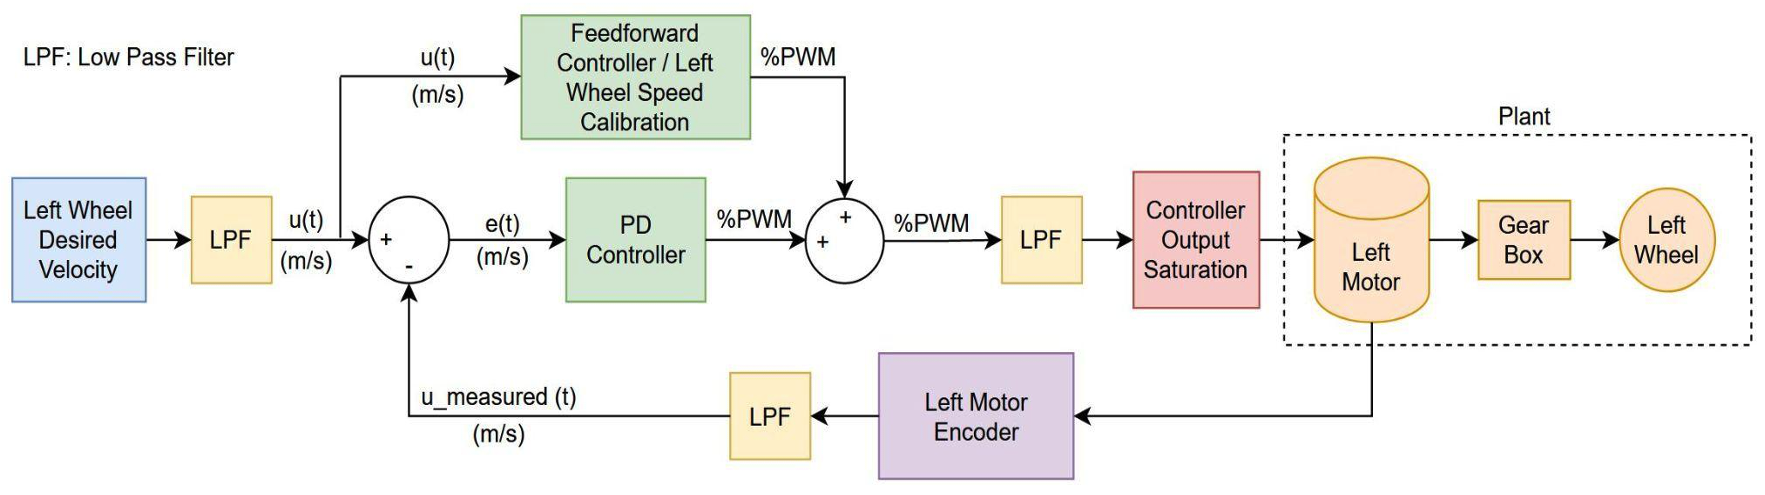 LPF: Low Pass Filter
u(t)
(m/s)
Feedforward
Controller / Left
Wheel Speed
Calibration
%PWM
Plant
Left Wheel
Desired
Velocity
LPF
u(t)
(m/s)
+
-
e(t)
(m/s)
PD
Controller
%PWM
+
+
%PWM
LPF
Controller
Output
Saturation
Left
Motor
Gear
Box
Left
Wheel
u_measured (t)
(m/s)
LPF
Left Motor
Encoder